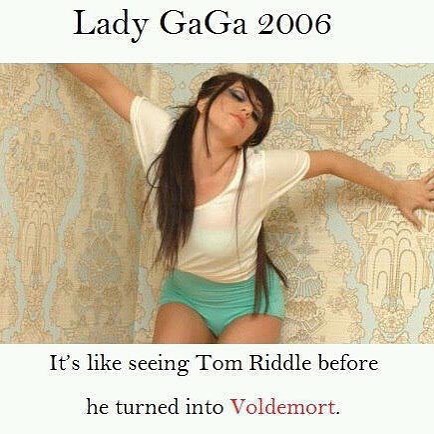 Lady GaGa 2006
It's like seeing Tom Riddle before
he turned into Voldemort.